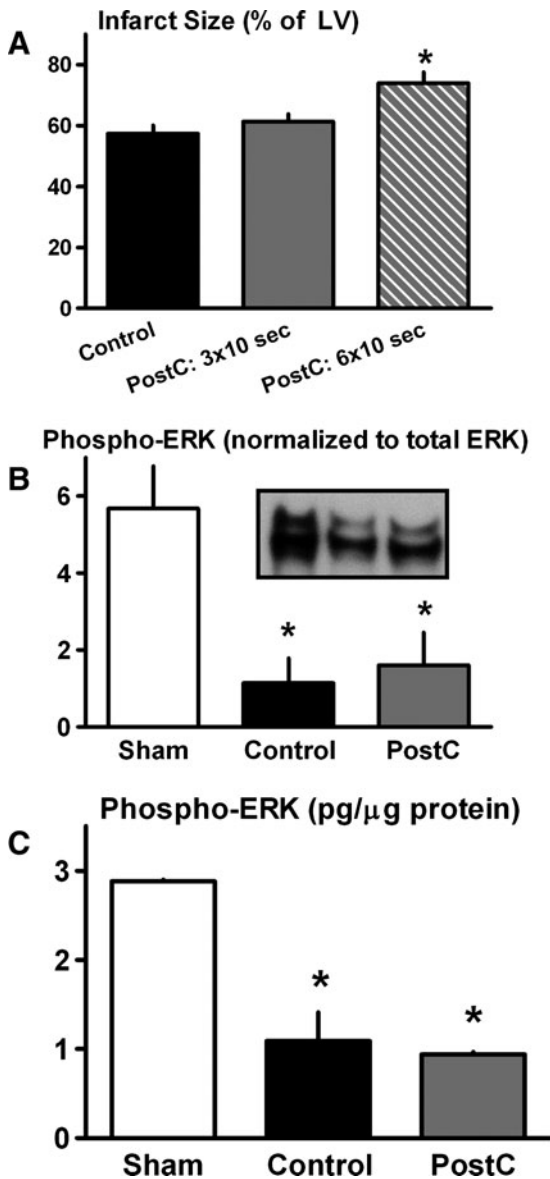 A
Infarct Size (% of LV)
80
60
40
20
0
*
Control
PostC: 3x10 sec
PostC: 6x10 sec
B
Phospho-ERK (normalized to total ERK)
6
4
2
0
*
*
Sham Control PostC
C
Phospho-ERK (pg/μg protein)
3
2
1
0
*
*
Sham Control PostC